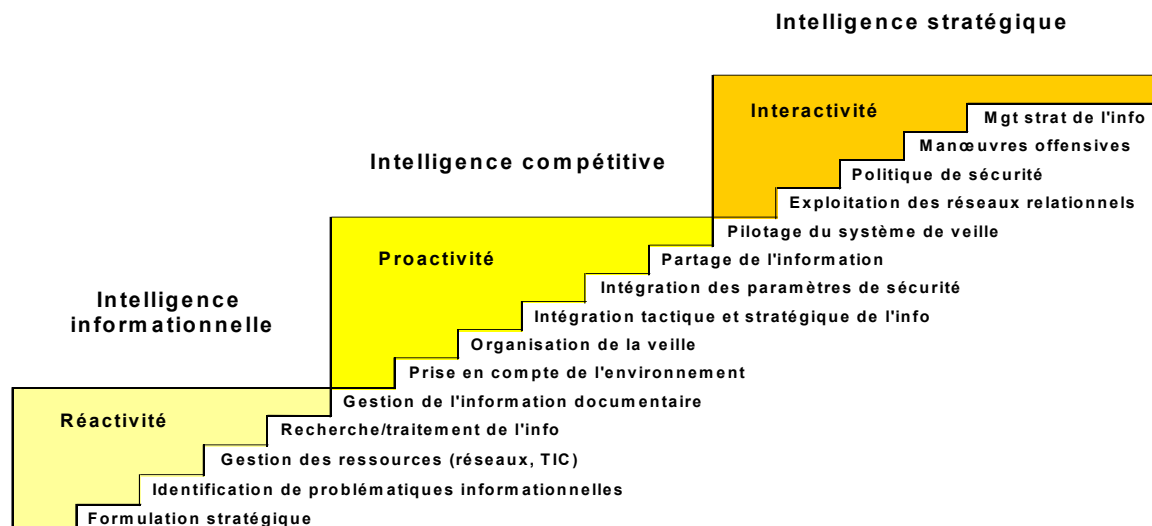 Intelligence stratégique
Interactivité
Mgt strat de l'info
Manœuvres offensives
Intelligence compétitive
Politique de sécurité
Exploitation des réseaux relationnels
Pilotage du système de veille
Proactivité
Partage de l'information
Intégration des paramètres de sécurité
Intelligence
informationnelle
Intégration tactique et stratégique de l'info
Organisation de la veille
Prise en compte de l'environnement
Gestion de l'information documentaire
Réactivité
Recherche/traitement de l'info
Gestion des ressources (réseaux, TIC)
Identification de problématiques informationnelles
Formulation stratégique